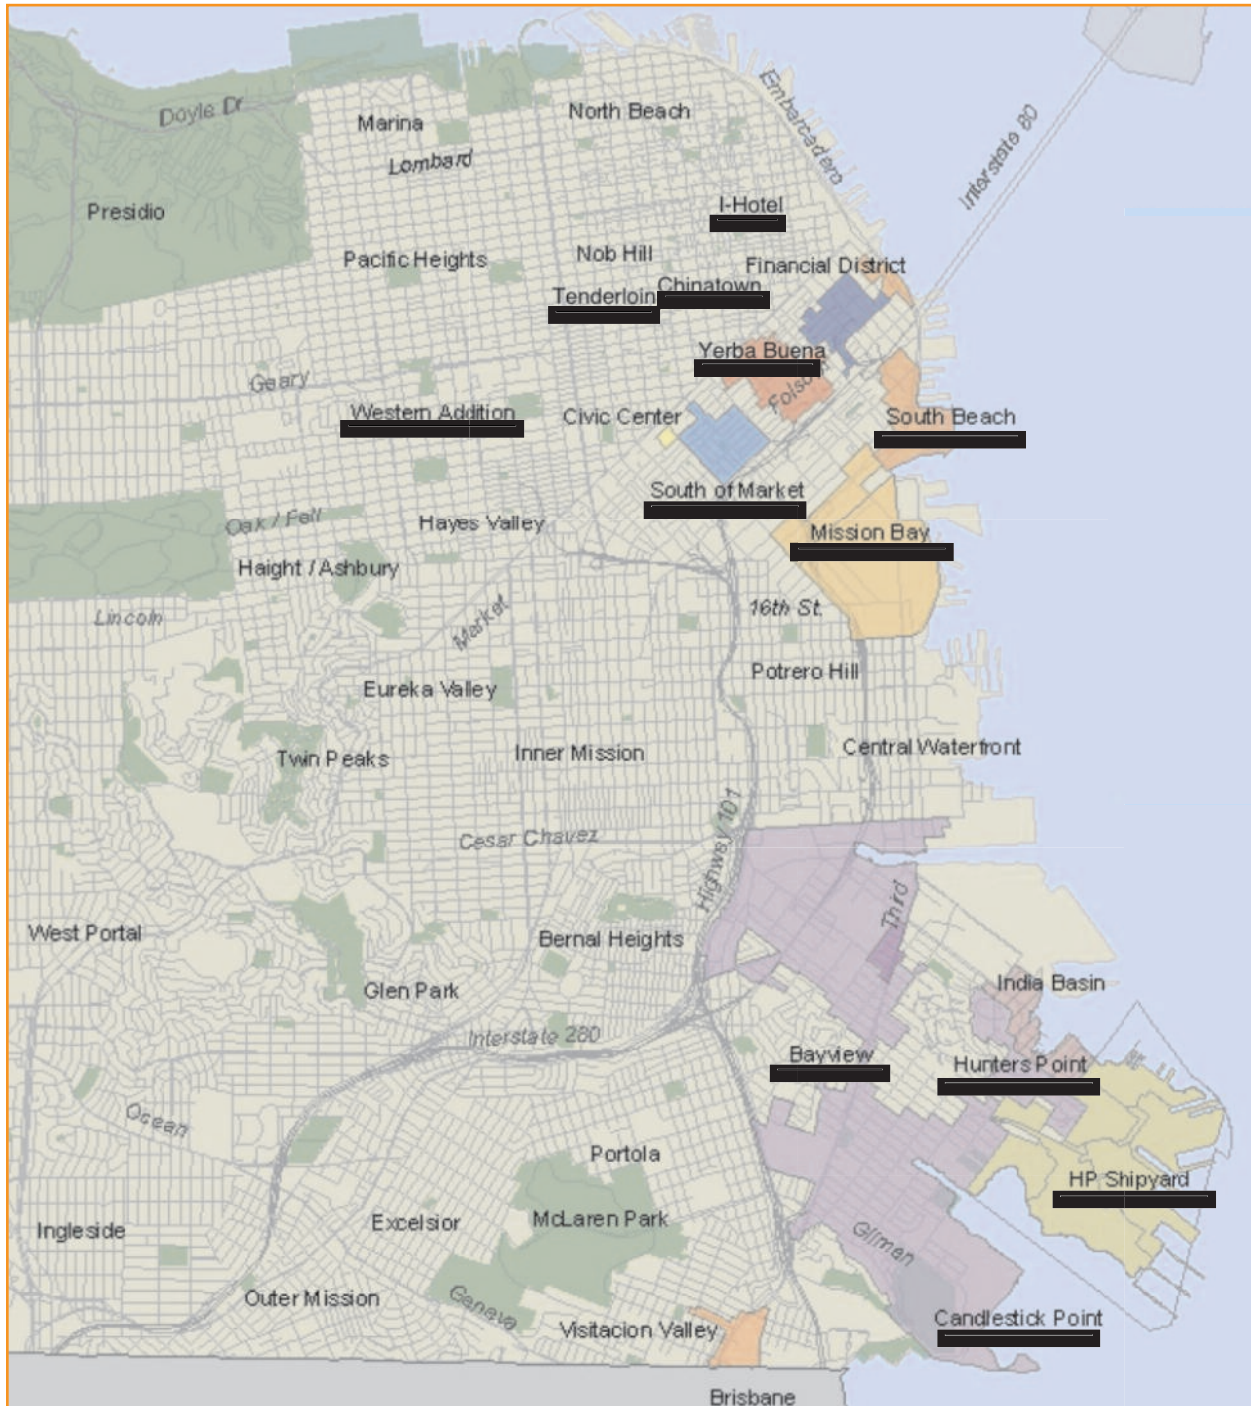 Doyle Dr
Marina
North Beach
Embarcadero
Interstate 80
Lombard
Presidio
I-Hotel
Pacific Heights
Nob Hill
Financial District
Tenderloin
Chinatown
Yerba Buena
Geary
Folsom
Western Addition
Civic Center
South Beach
South of Market
Oak / Fell
Hayes Valley
Mission Bay
Haight / Ashbury
Lincoln
Market
16th St.
Potrero Hill
Eureka Valley
Twin Peaks
Inner Mission
Central Waterfront
Cesar Chavez
Highway 101
Third
West Portal
Bernal Heights
Glen Park
India Basin
Interstate 280
Bayview
Hunters Point
Ocean
Portola
HP Shipyard
Ingleside
Excelsior
McLaren Park
Gilman
Outer Mission
Geneva
Visitacion Valley
Candlestick Point
Brisbane